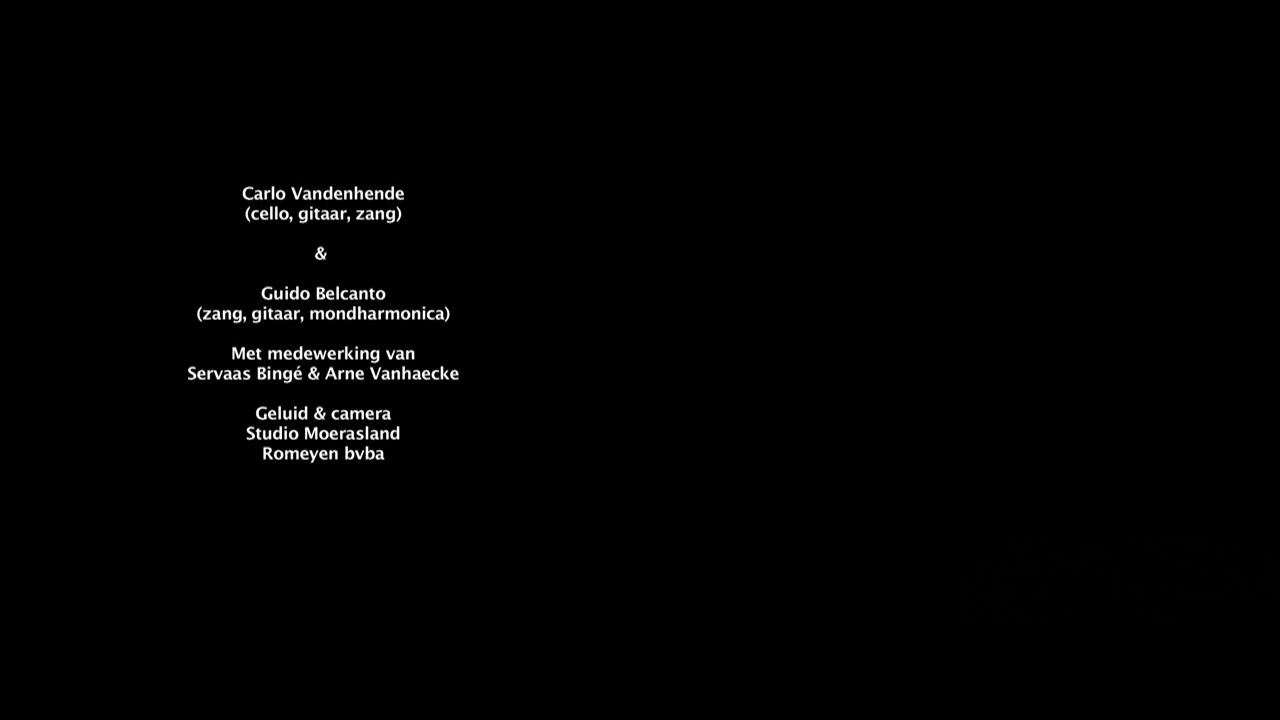 Carlo Vandenhende
(cello, gitaar, zang)
&
Guido Belcanto
(zang, gitaar, mondharmonica)
Met medewerking van
Servaas Bingé & Arne Vanhaecke
Geluid & camera
Studio Moerasland
Romeyen bvba